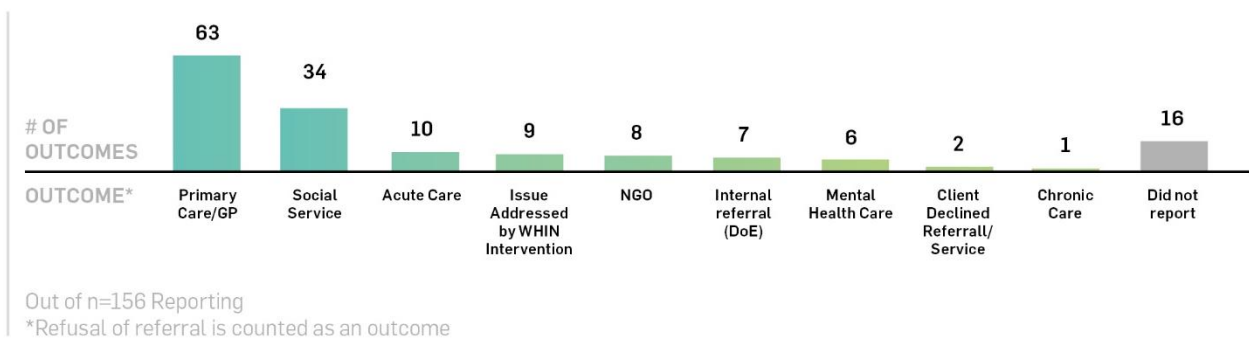 63
34
10
9
8
7
6
2
1
16
# OF
OUTCOMES
OUTCOME*
Primary
Care/GP
Social
Service
Acute Care
Issue
Addressed
by WHIN
Intervention
NGO
Internal
referral
(DoE)
Mental
Health Care
Client
Declined
Referrall/
Service
Chronic
Care
Did not
report
Out of n=156 Reporting
*Refusal of referral is counted as an outcome